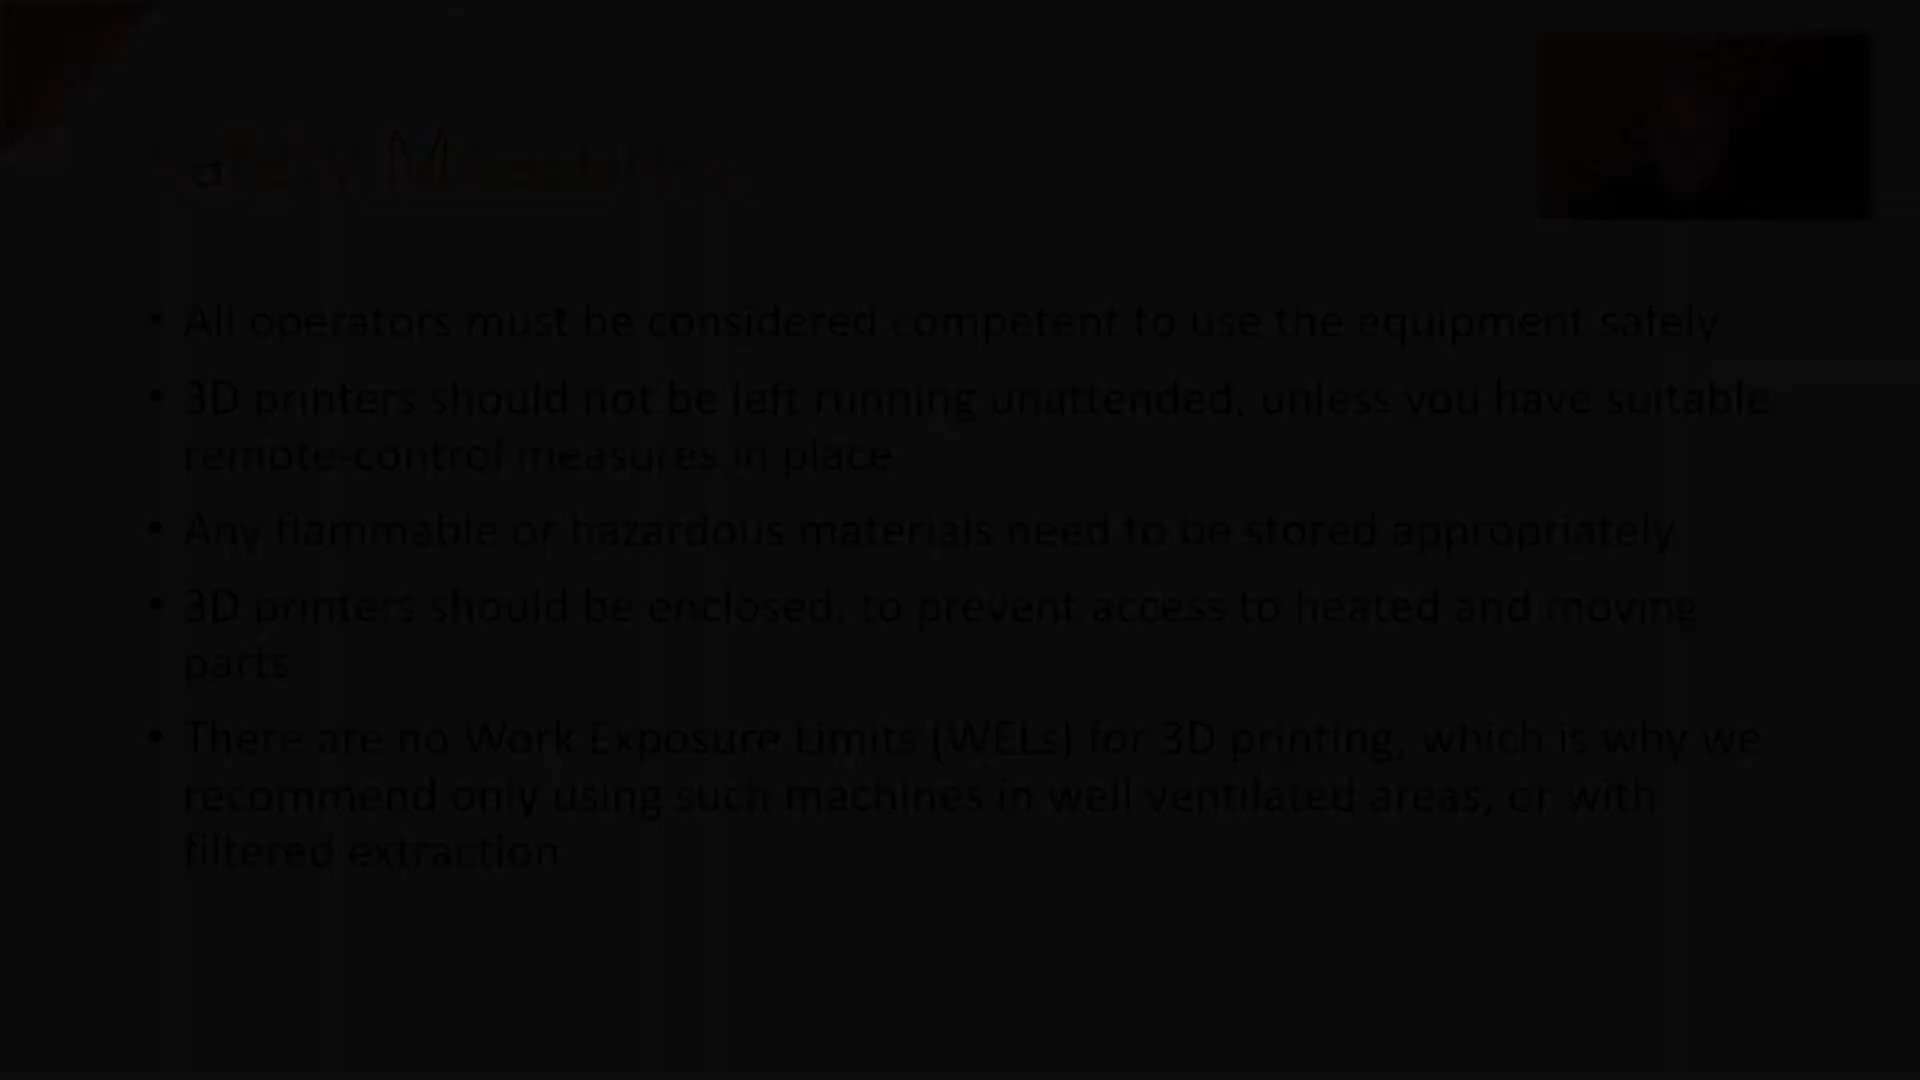 Safety Measures
• All operators must be considered competent to use the equipment safely
• 3D printers should not be left running unattended, unless you have suitable
remote-control measures in place
• Any flammable or hazardous materials need to be stored appropriately
• 3D printers should be enclosed, to prevent access to heated and moving
parts
• There are no Work Exposure Limits (WELs) for 3D printing, which is why we
recommend only using such machines in well ventilated areas, or with
filtered extraction